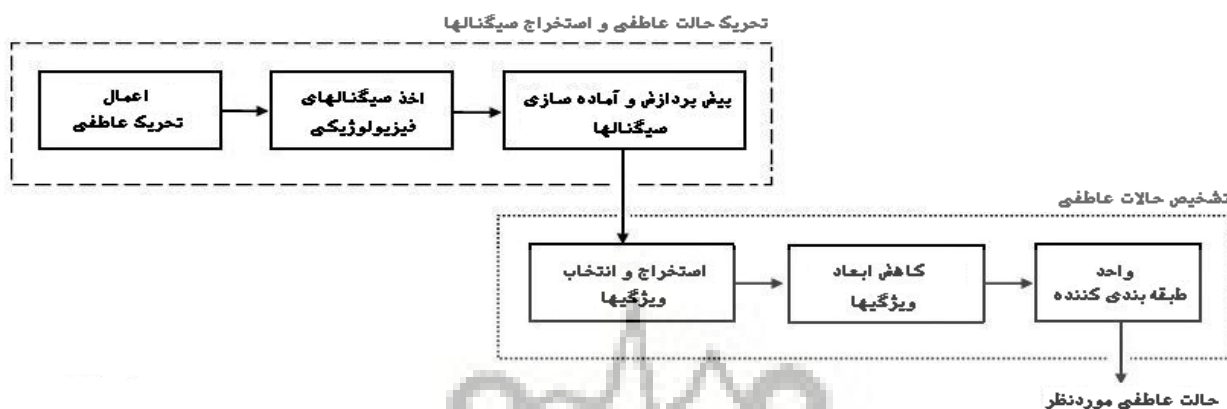 تحریک حالت عاطفی و استخراج سیگنالها
اعمال
تحریک عاطفی
اخذ سیگنالهای
فیزیولوژیکی
پیش پردازش و آماده سازی
سیگنالها
تشخیص حالات عاطفی
استخراج و انتخاب
ویژگیها
کاهش ابعاد
ویژگیها
واحد
طبقه بندی کننده
حالت عاطفی موردنظر